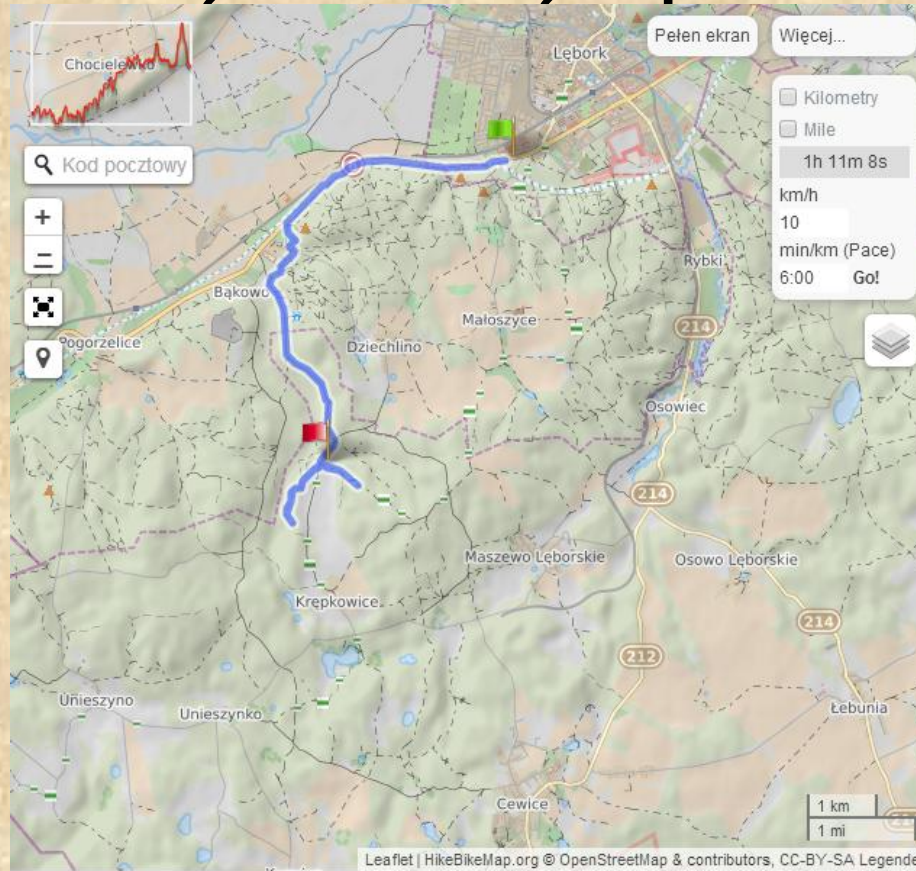 Pełen ekran
Więcej...
Lębork
Chocielewko
Kilometry
Mile
1h 11m 8s
km/h
10
min/km (Pace)
6:00 Go!
Kod pocztowy
+
=
Rybki
Bąkowo
Pogorzelice
Małoszyce
Dziechlino
214
Osowiec
214
Maszewo Lęborskie
Osowo Lęborskie
Krępkowice
214
212
Unieszyno
Unieszynko
Łebunia
Cewice
1 km
1 mi
Leaflet | HikeBikeMap.org © OpenStreetMap & contributors, CC-BY-SA Legende